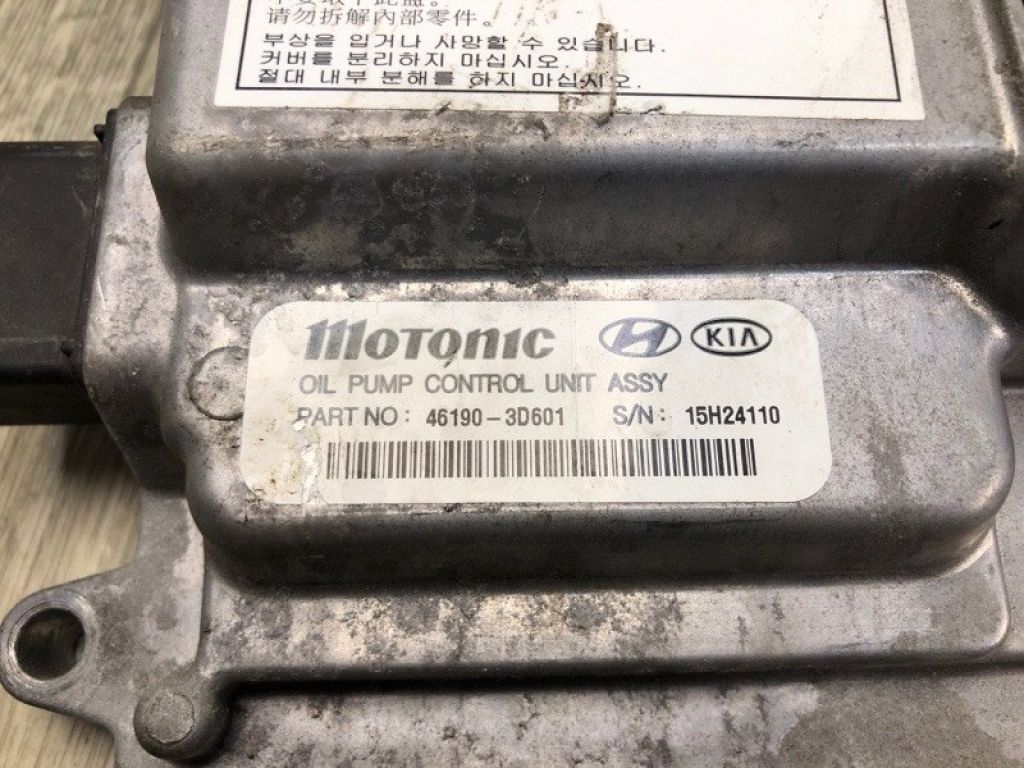 请勿拆解內部零件。
부상을 입거나 사망할 수 있습니다.
커버를 분리하지 마십시오.
절대 내부 분해를 하지 마십시오.
Motonic KIA
OIL PUMP CONTROL UNIT ASSY
PART NO : 46190-3D601 S/N : 15H24110